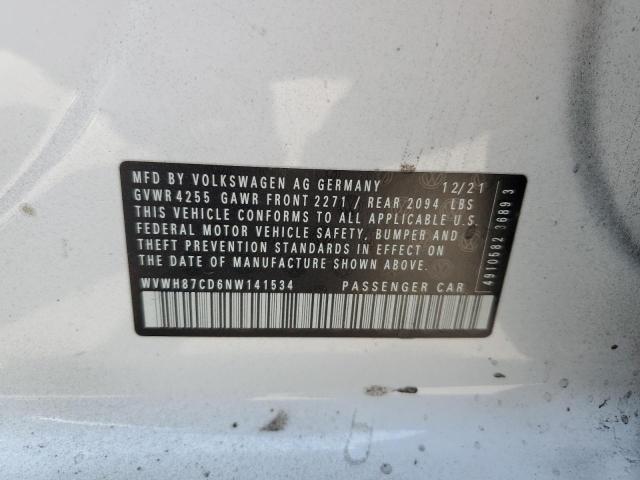 MFD BY VOLKSWAGEN AG GERMANY 12/21
GVWR 4255 GAWR FRONT 2271 / REAR 2094 LBS
THIS VEHICLE CONFORMS TO ALL APPLICABLE U.S.
FEDERAL MOTOR VEHICLE SAFETY, BUMPER AND
THEFT PREVENTION STANDARDS IN EFFECT ON
THE DATE OF MANUFACTURE SHOWN ABOVE.
WVWH87CD6NW141534 PASSENGER CAR
4910582 3689 3